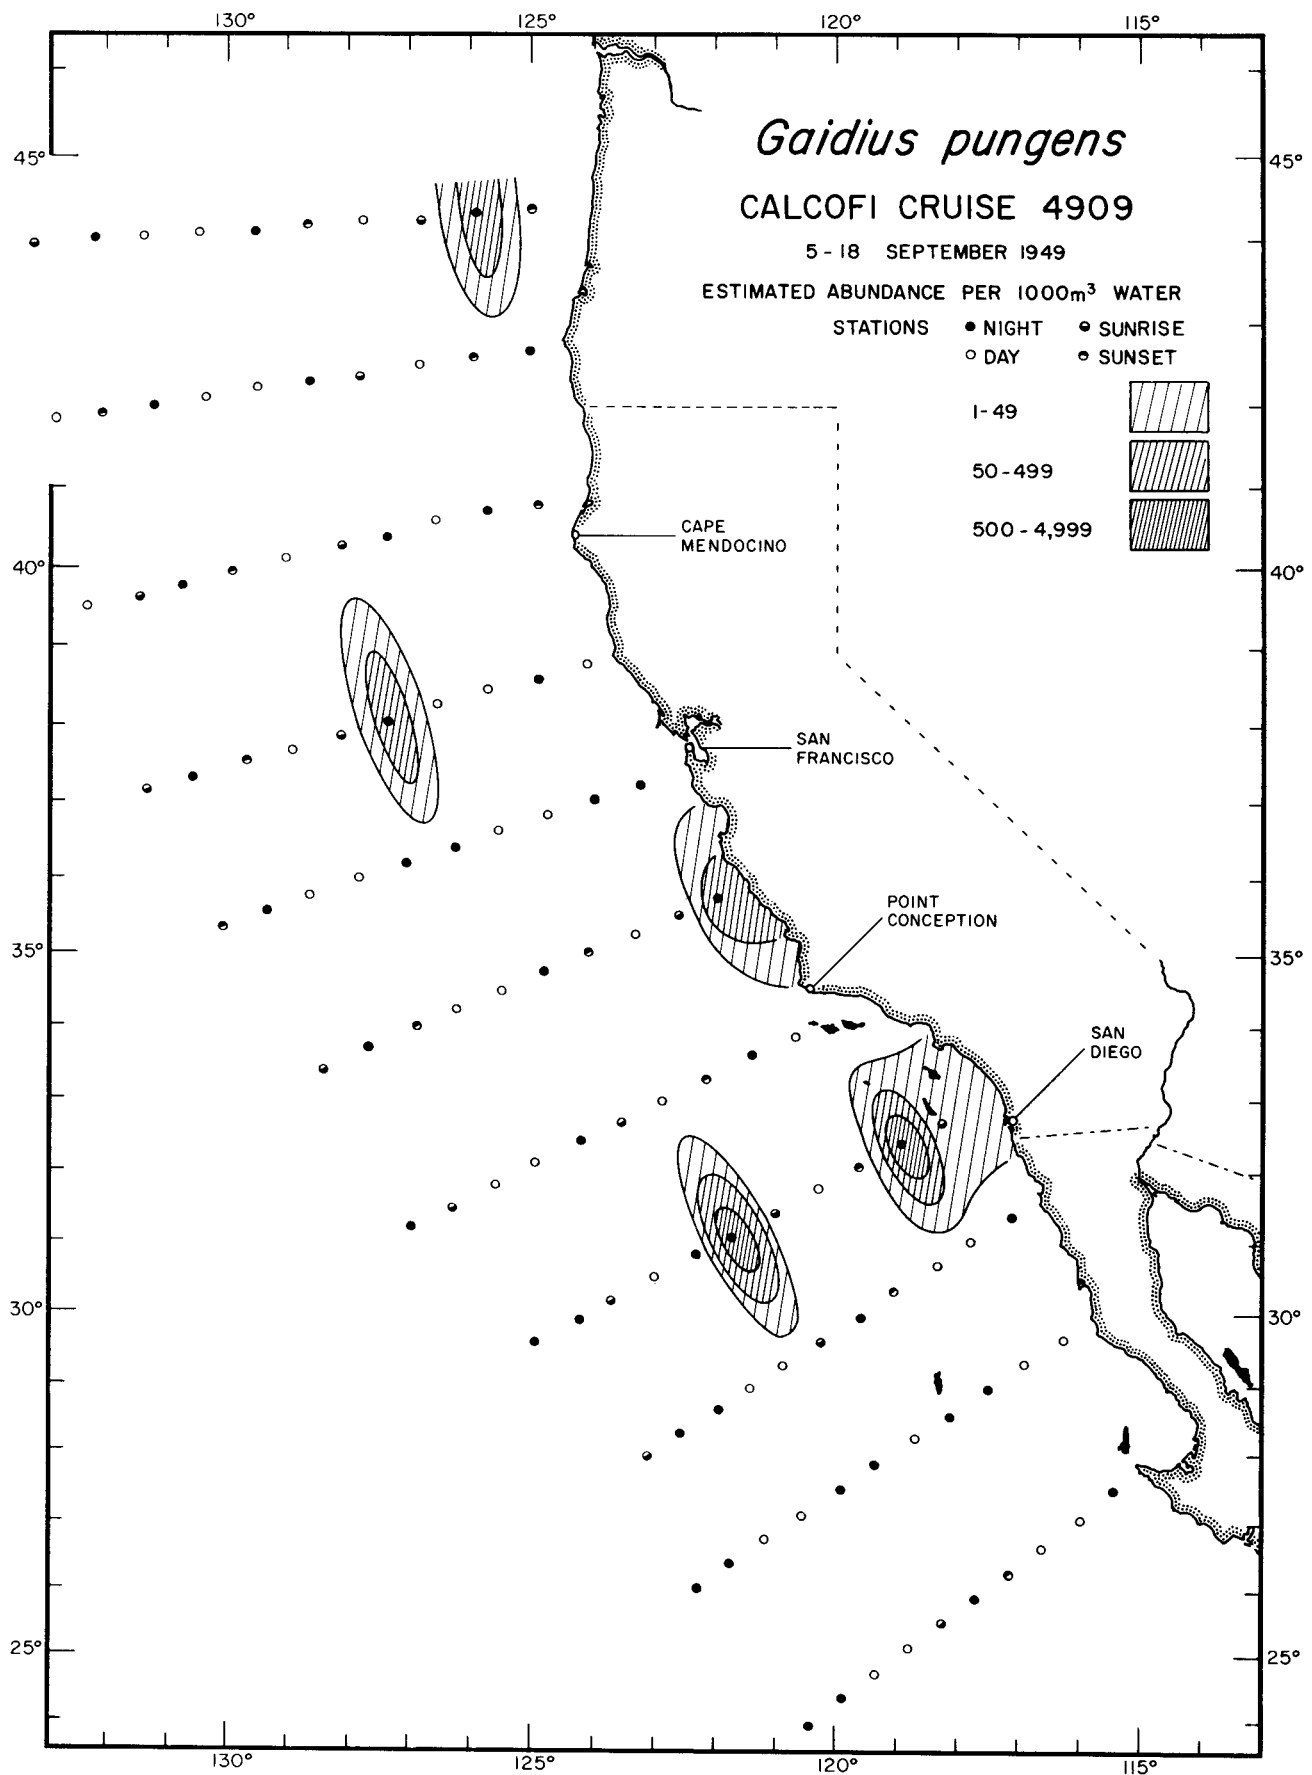 130° 125° 120° 115°
45° 45°
Gaidius pungens
CALCOFI CRUISE 4909
5-18 SEPTEMBER 1949
ESTIMATED ABUNDANCE PER 1000m³ WATER
STATIONS NIGHT SUNRISE
DAY SUNSET
1-49
50-499
500-4,999
CAPE
MENDOCINO
40° 40°
SAN
FRANCISCO
POINT
CONCEPTION
35° 35°
SAN
DIEGO
30° 30°
25° 25°
130° 125° 120° 115°